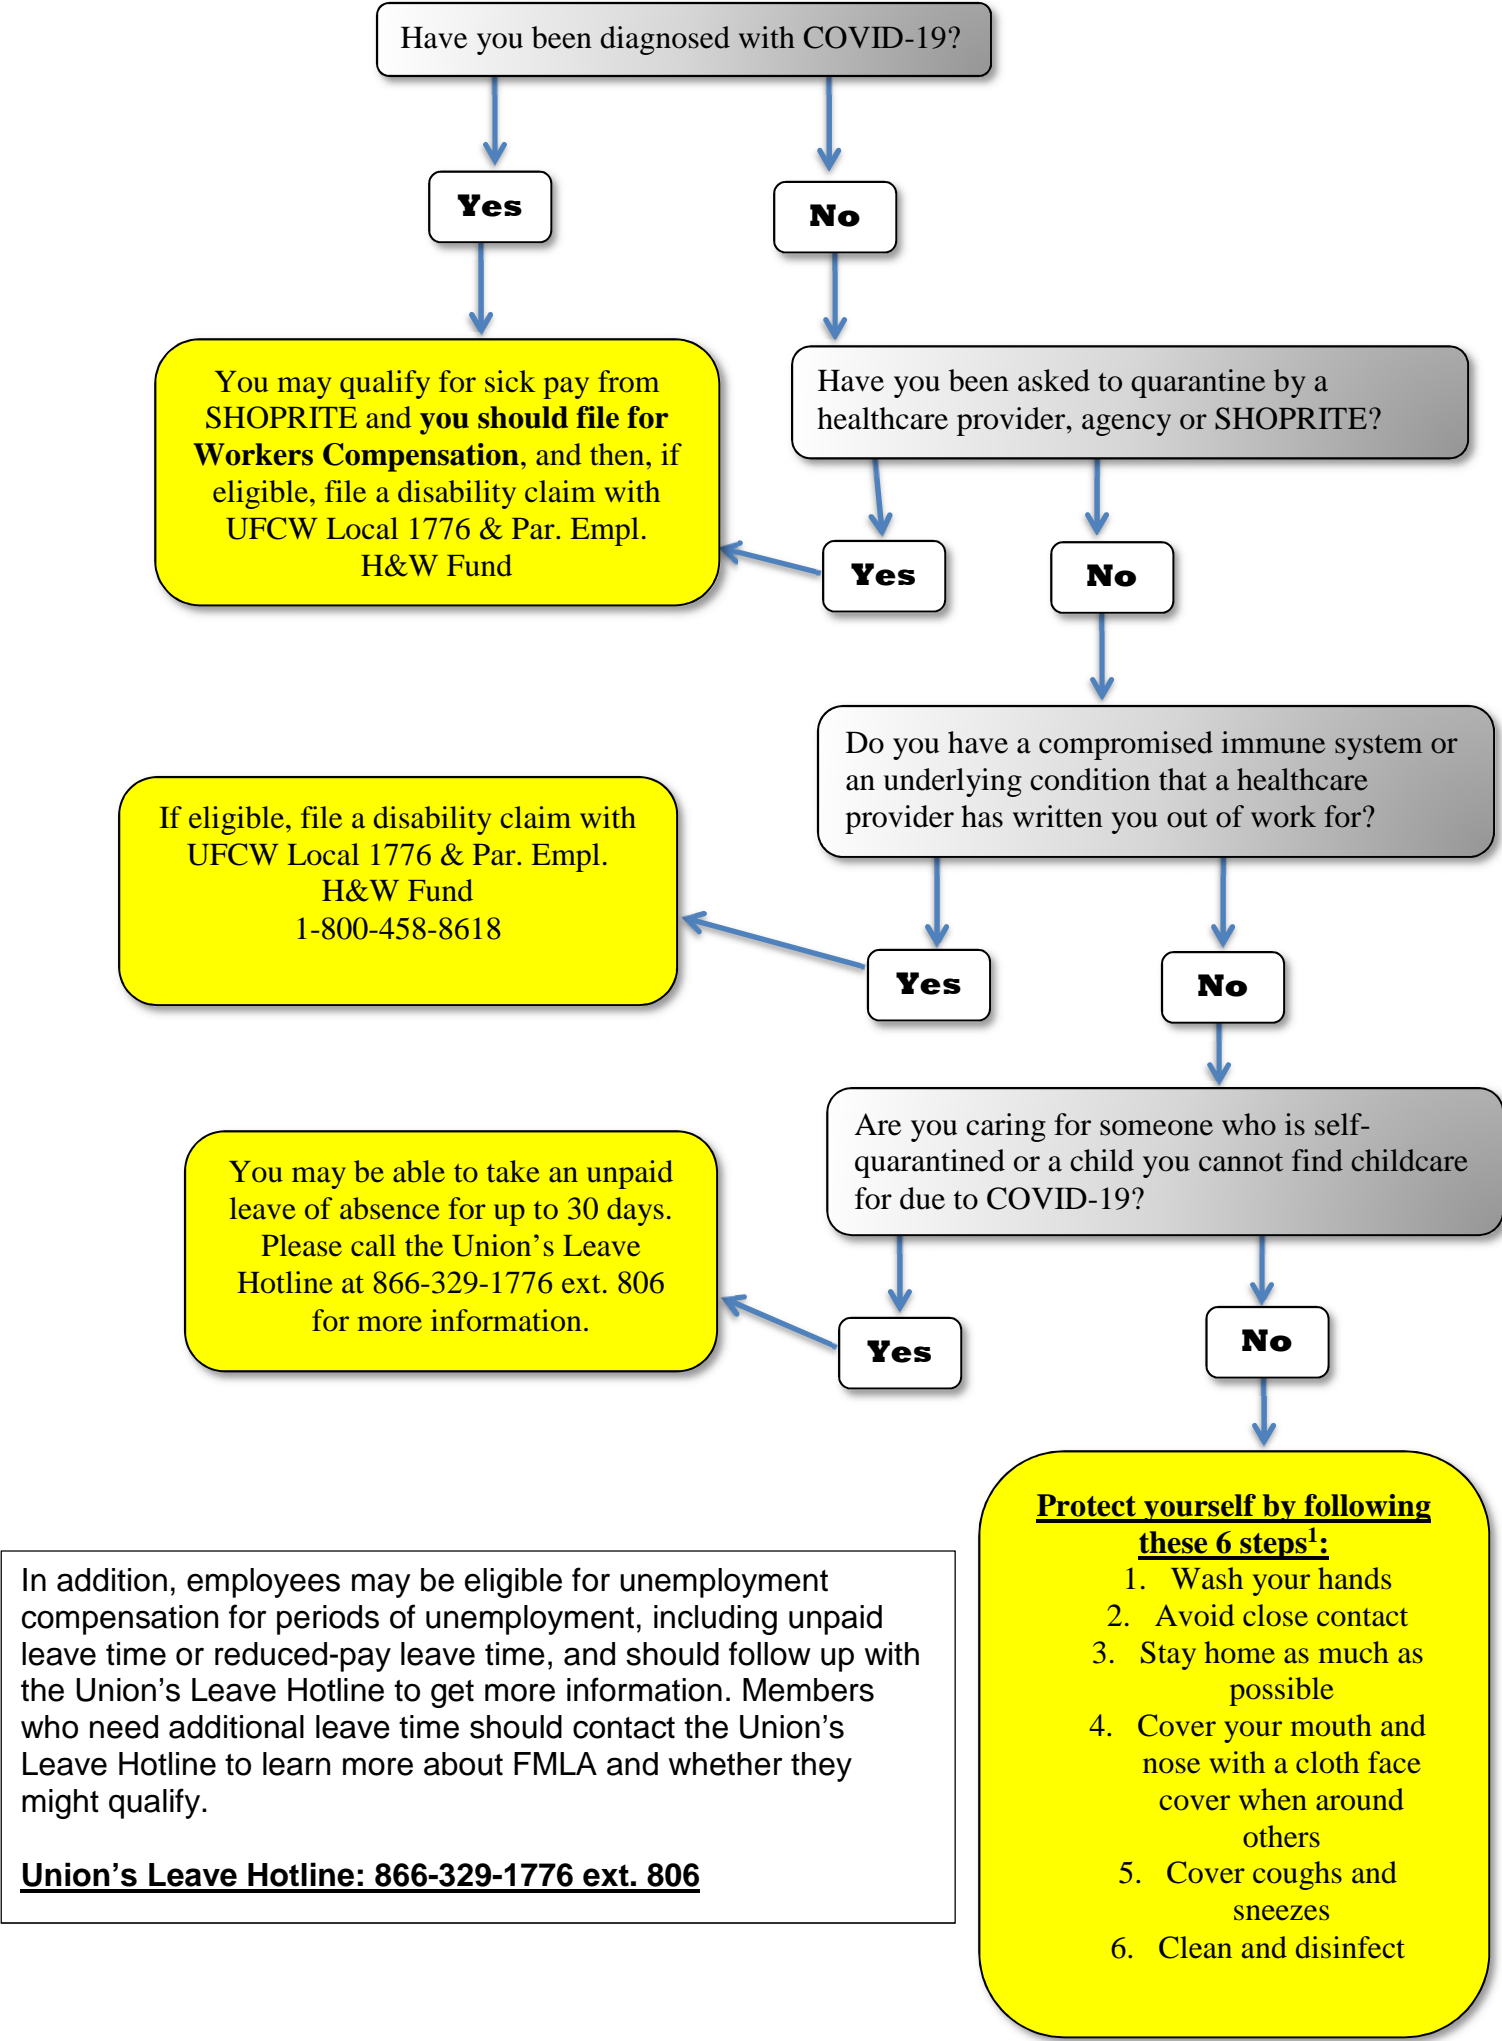 Have you been diagnosed with COVID-19?
Yes
No
You may qualify for sick pay from
SHOPRITE and you should file for
Workers Compensation, and then, if
eligible, file a disability claim with
UFCW Local 1776 & Par. Empl.
H&W Fund
Have you been asked to quarantine by a
healthcare provider, agency or SHOPRITE?
Yes
No
Do you have a compromised immune system or
an underlying condition that a healthcare
provider has written you out of work for?
If eligible, file a disability claim with
UFCW Local 1776 & Par. Empl.
H&W Fund
1-800-458-8618
Yes
No
Are you caring for someone who is self-
quarantined or a child you cannot find childcare
for due to COVID-19?
You may be able to take an unpaid
leave of absence for up to 30 days.
Please call the Union’s Leave
Hotline at 866-329-1776 ext. 806
for more information.
Yes
No
Protect yourself by following
these 6 steps¹:
1. Wash your hands
2. Avoid close contact
3. Stay home as much as
possible
4. Cover your mouth and
nose with a cloth face
cover when around
others
5. Cover coughs and
sneezes
6. Clean and disinfect
In addition, employees may be eligible for unemployment
compensation for periods of unemployment, including unpaid
leave time or reduced-pay leave time, and should follow up with
the Union’s Leave Hotline to get more information. Members
who need additional leave time should contact the Union’s
Leave Hotline to learn more about FMLA and whether they
might qualify.
Union’s Leave Hotline: 866-329-1776 ext. 806